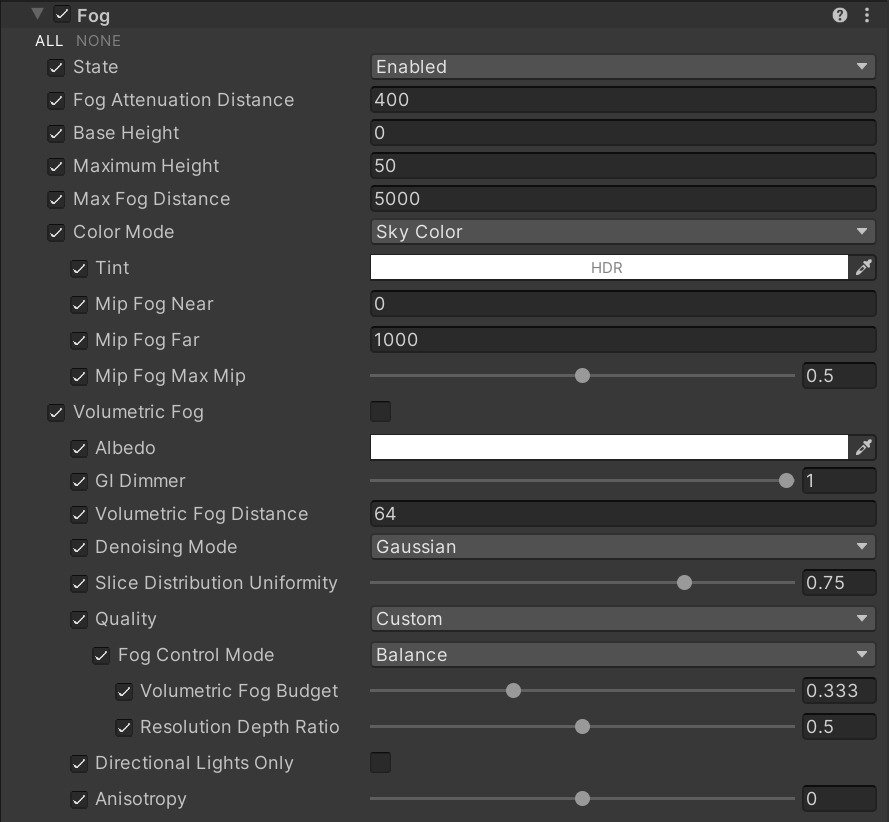 Fog
ALL NONE
State Enabled
Fog Attenuation Distance 400
Base Height 0
Maximum Height 50
Max Fog Distance 5000
Color Mode Sky Color
Tint HDR
Mip Fog Near 0
Mip Fog Far 1000
Mip Fog Max Mip 0.5
Volumetric Fog
Albedo
GI Dimmer 1
Volumetric Fog Distance 64
Denoising Mode Gaussian
Slice Distribution Uniformity 0.75
Quality Custom
Fog Control Mode Balance
Volumetric Fog Budget 0.333
Resolution Depth Ratio 0.5
Directional Lights Only
Anisotropy 0